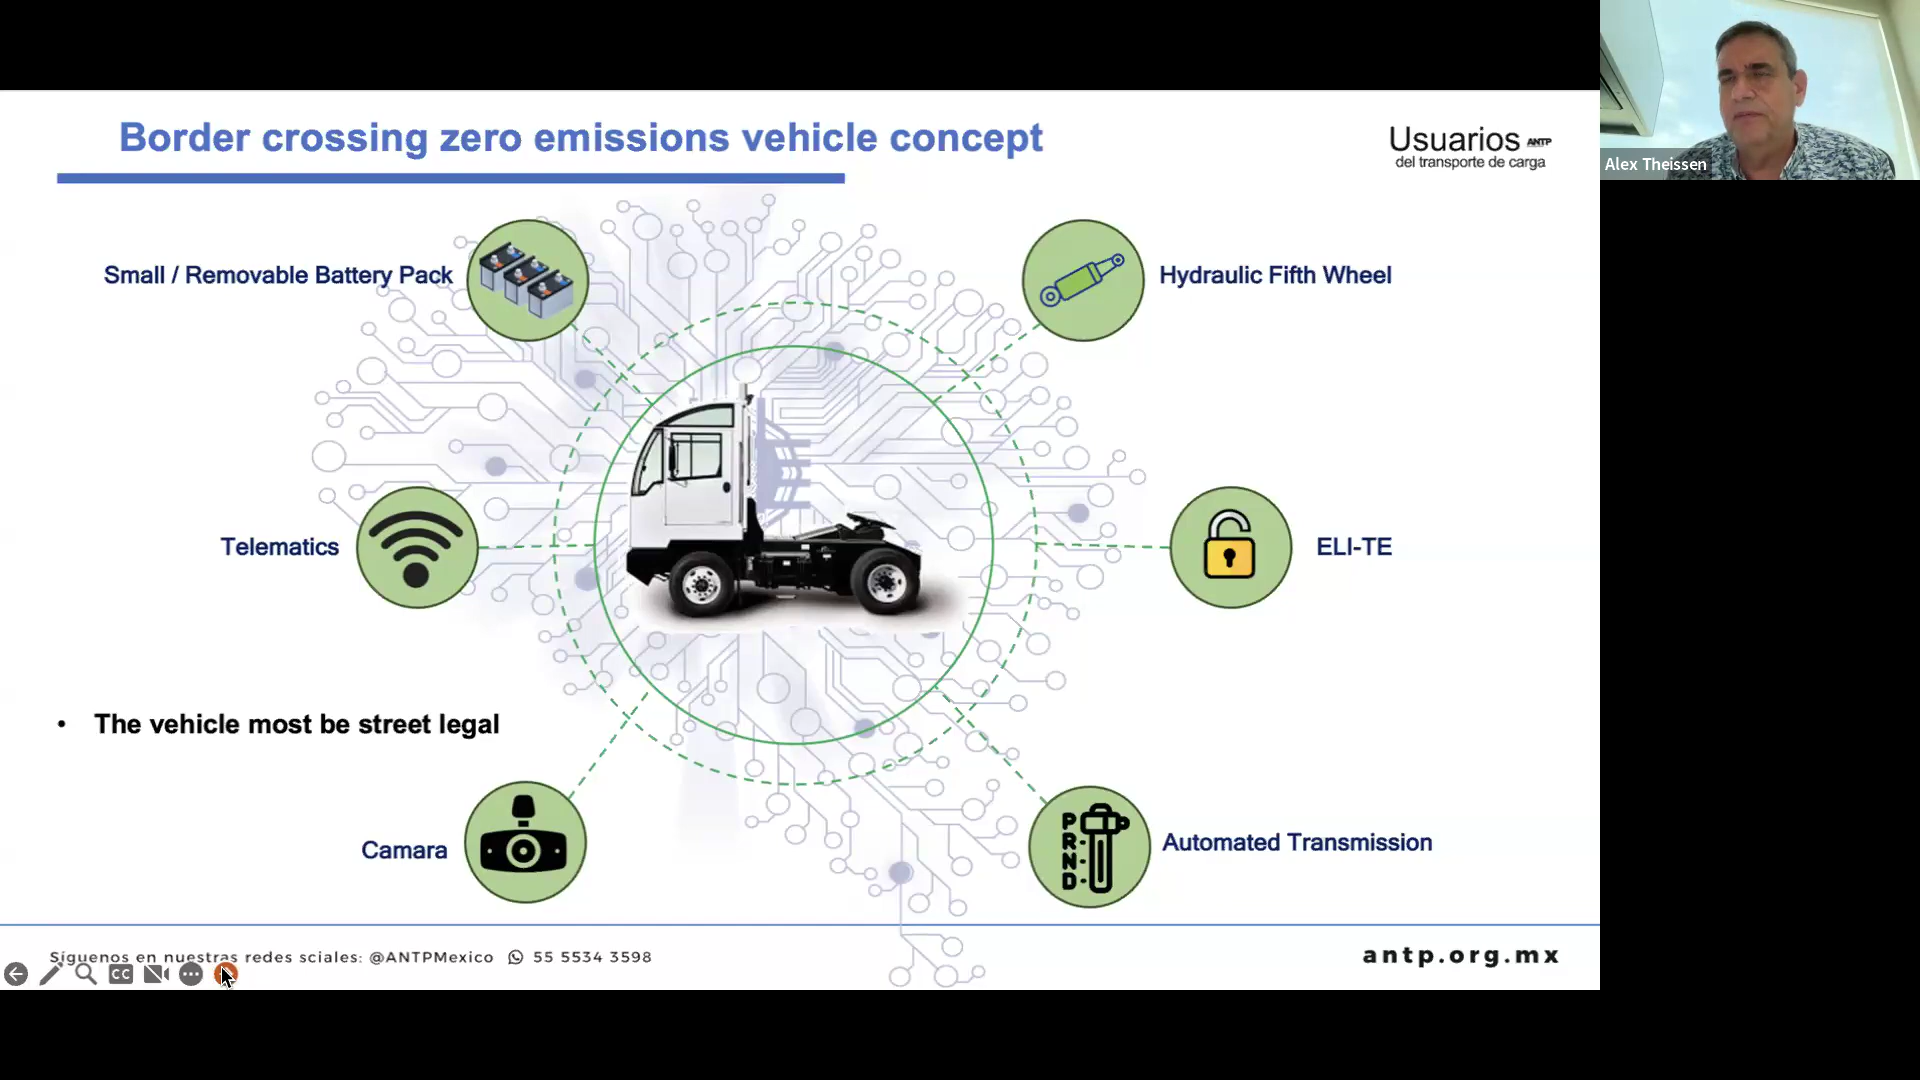 Border crossing zero emissions vehicle concept
Usuarios ANTP
del transporte de carga
Alex Theissen
Small / Removable Battery Pack
Hydraulic Fifth Wheel
Telematics
ELI-TE
• The vehicle most be street legal
Camara
P
R
N
D
Automated Transmission
Síguenos en nuestras redes sciales: @ANTPMexico 55 5534 3598
antp.org.mx
CC